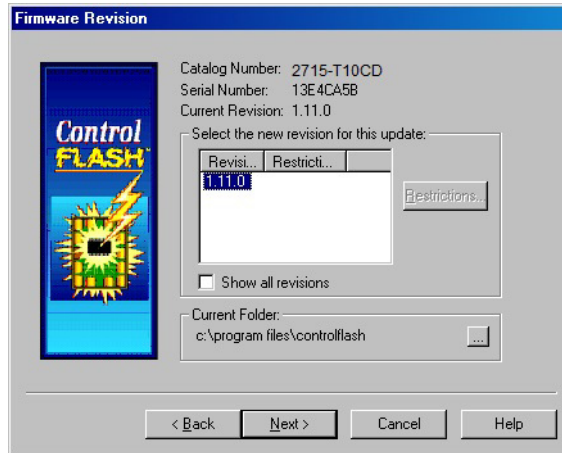 Firmware Revision
Control
FLASH
Catalog Number: 2715-T10CD
Serial Number: 13E4CA5B
Current Revision: 1.11.0
Select the new revision for this update:
Revisi... Restricti...
1.11.0
Restrictions...
Show all revisions
Current Folder:
c:\program files\controlflash
...
< Back Next > Cancel Help